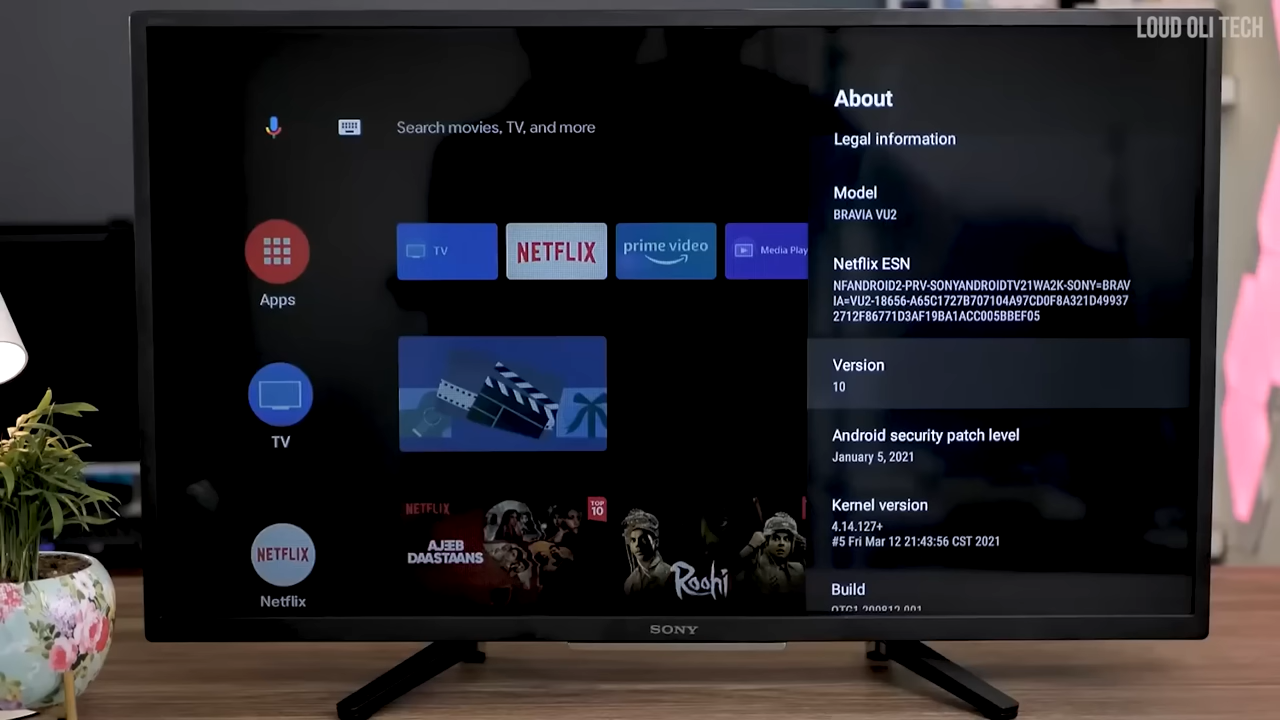 LOUD OLI TECH
Search movies, TV, and more
Apps
TV
Netflix
TV
NETFLIX
prime video
Media Play
NETFLIX
TOP
10
AJEEB
DAASTAANS
Roohi
NETFLIX
About
Legal information
Model
BRAVIA VU2
Netflix ESN
NFANDROID2-PRV-SONYANDROIDTV21WA2K-SONY=BRAV
IA=VU2-18656-A65C1727B707104A97CD0F8A321D49937
2712F86771D3AF19BA1ACC005BBEF05
Version
10
Android security patch level
January 5, 2021
Kernel version
4.14.127+
#5 Fri Mar 12 21:43:56 CST 2021
Build
SONY